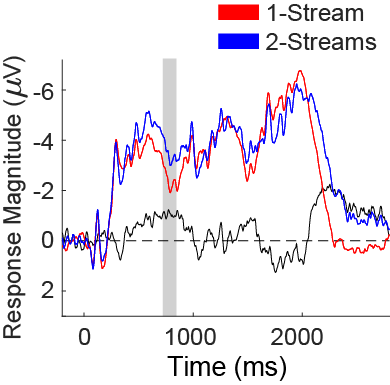 1-Stream
2-Streams
Response Magnitude (μV)
-6
-4
-2
0
2
0
1000
2000
Time (ms)